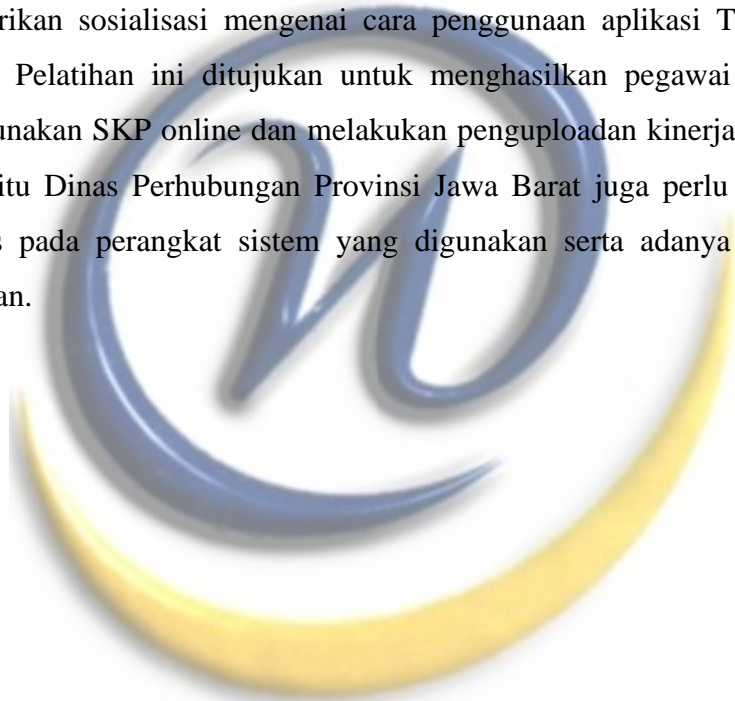 rikan sosialisasi mengenai cara penggunaan aplikasi T
Pelatihan ini ditujukan untuk menghasilkan pegawai
unakan SKP online dan melakukan penguploadan kinerja
itu Dinas Perhubungan Provinsi Jawa Barat juga perlu
s pada perangkat sistem yang digunakan serta adanya
an.